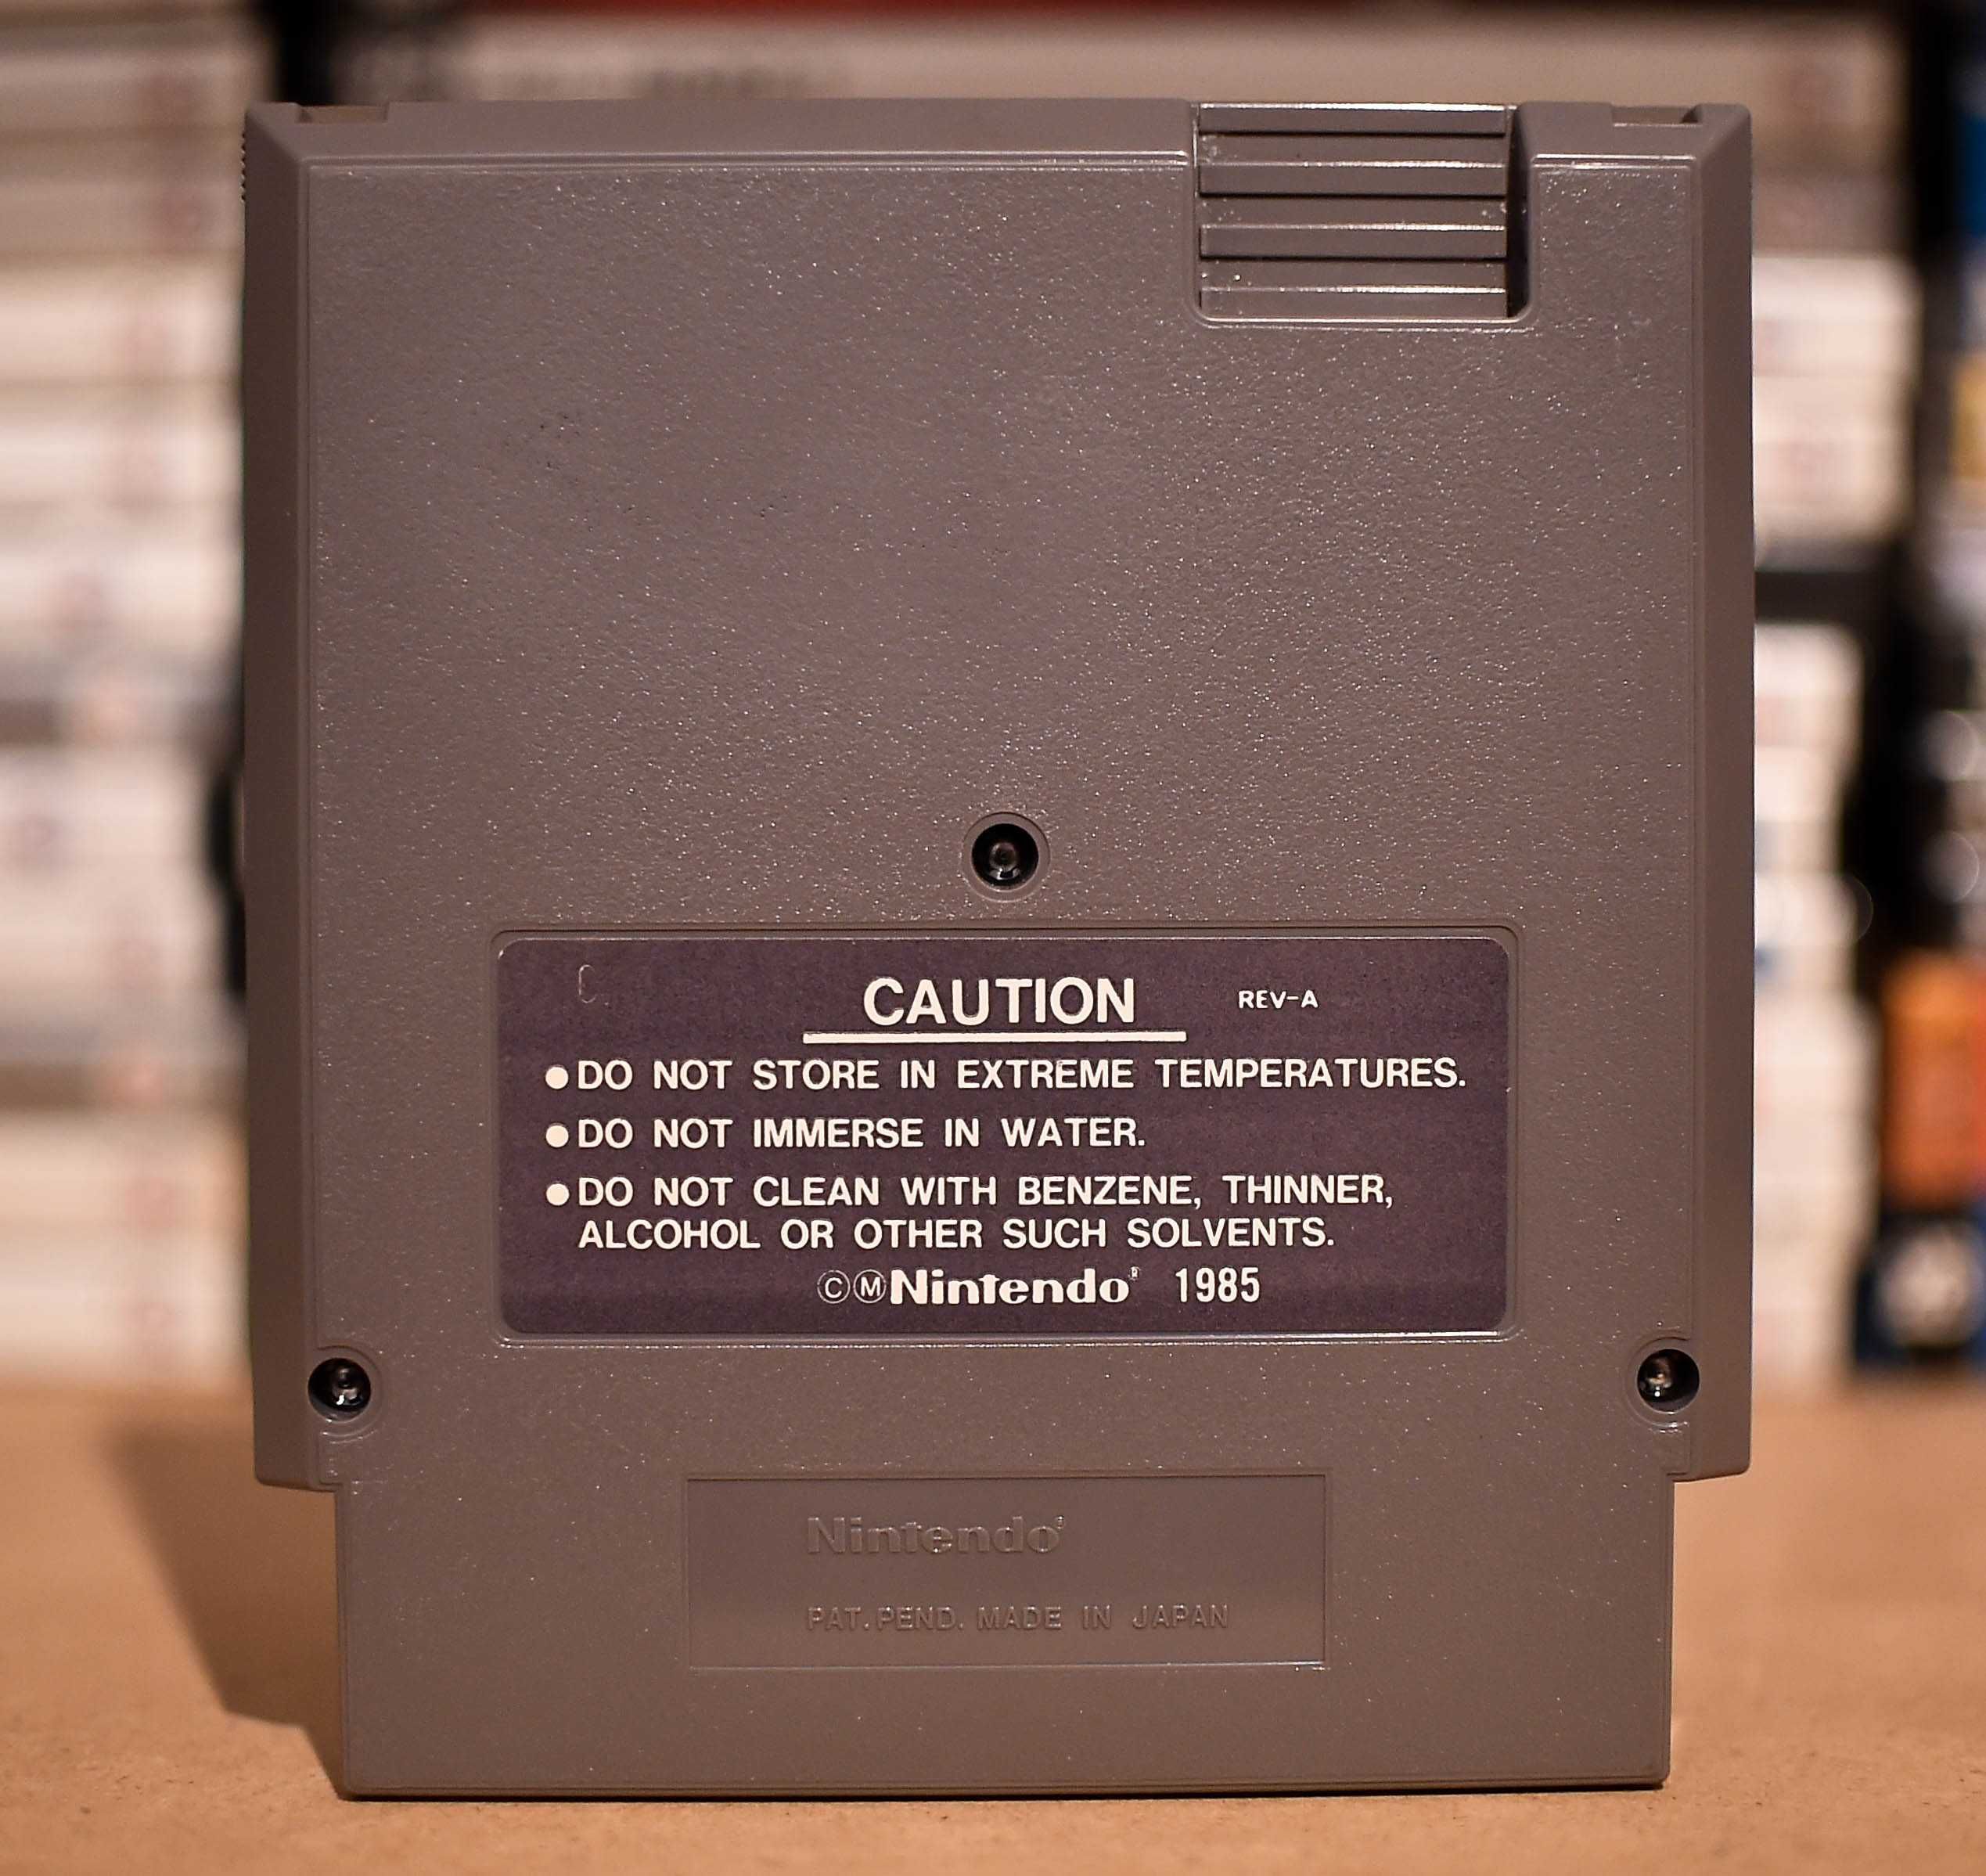 CAUTION REV-A
●DO NOT STORE IN EXTREME TEMPERATURES.
●DO NOT IMMERSE IN WATER.
●DO NOT CLEAN WITH BENZENE, THINNER,
ALCOHOL OR OTHER SUCH SOLVENTS.
©ⓂNintendo® 1985
Nintendo®
PAT. PEND. MADE IN JAPAN